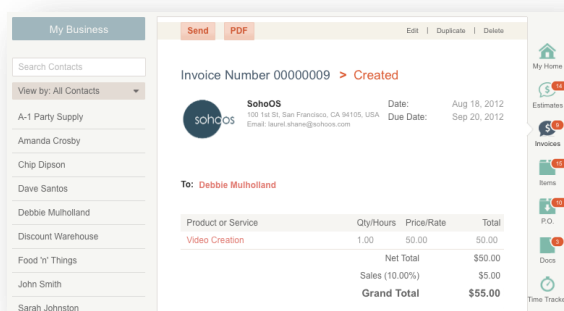 My Business
Search Contacts
View by: All Contacts
A-1 Party Supply
Amanda Crosby
Chip Dipson
Dave Santos
Debbie Mulholland
Discount Warehouse
Food 'n' Things
John Smith
Sarah Johnston
Send PDF Edit | Duplicate | Delete
Invoice Number 00000009 > Created
sohoos
SohoOS
100 1st St, San Francisco, CA 94105, USA
Email: laurel.shane@sohoos.com
Date: Aug 18, 2012
Due Date: Sep 20, 2012
To: Debbie Mulholland
Product or Service Qty/Hours Price/Rate Total
Video Creation 1.00 50.00 50.00
Net Total $50.00
Sales (10.00%) $5.00
Grand Total $55.00
My Home
14
Estimates
9
Invoices
15
Items
10
P.O.
3
Docs
Time Tracke